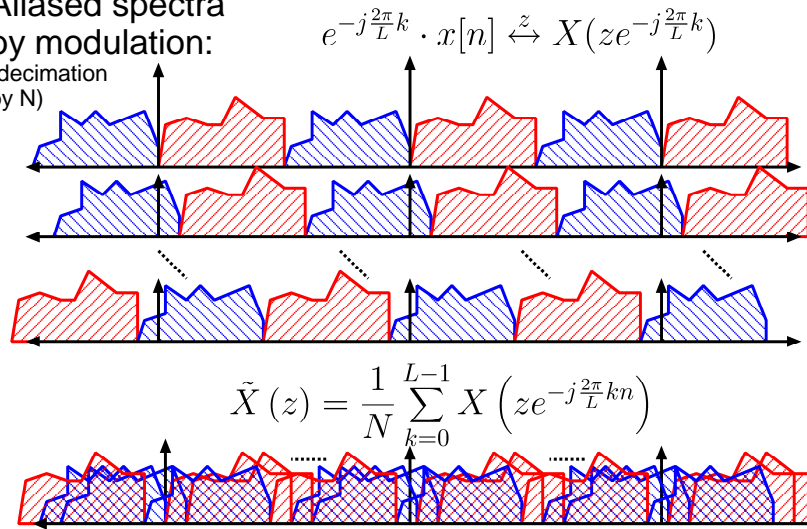 Aliased spectra
by modulation:
decimation
by N)
$e^{-j\frac{2\pi}{L}k} \cdot x[n] \overset{z}{\leftrightarrow} X(ze^{-j\frac{2\pi}{L}k})$
$\tilde{X}(z) = \frac{1}{N} \sum_{k=0}^{L-1} X\left(ze^{-j\frac{2\pi}{L}kn}\right)$